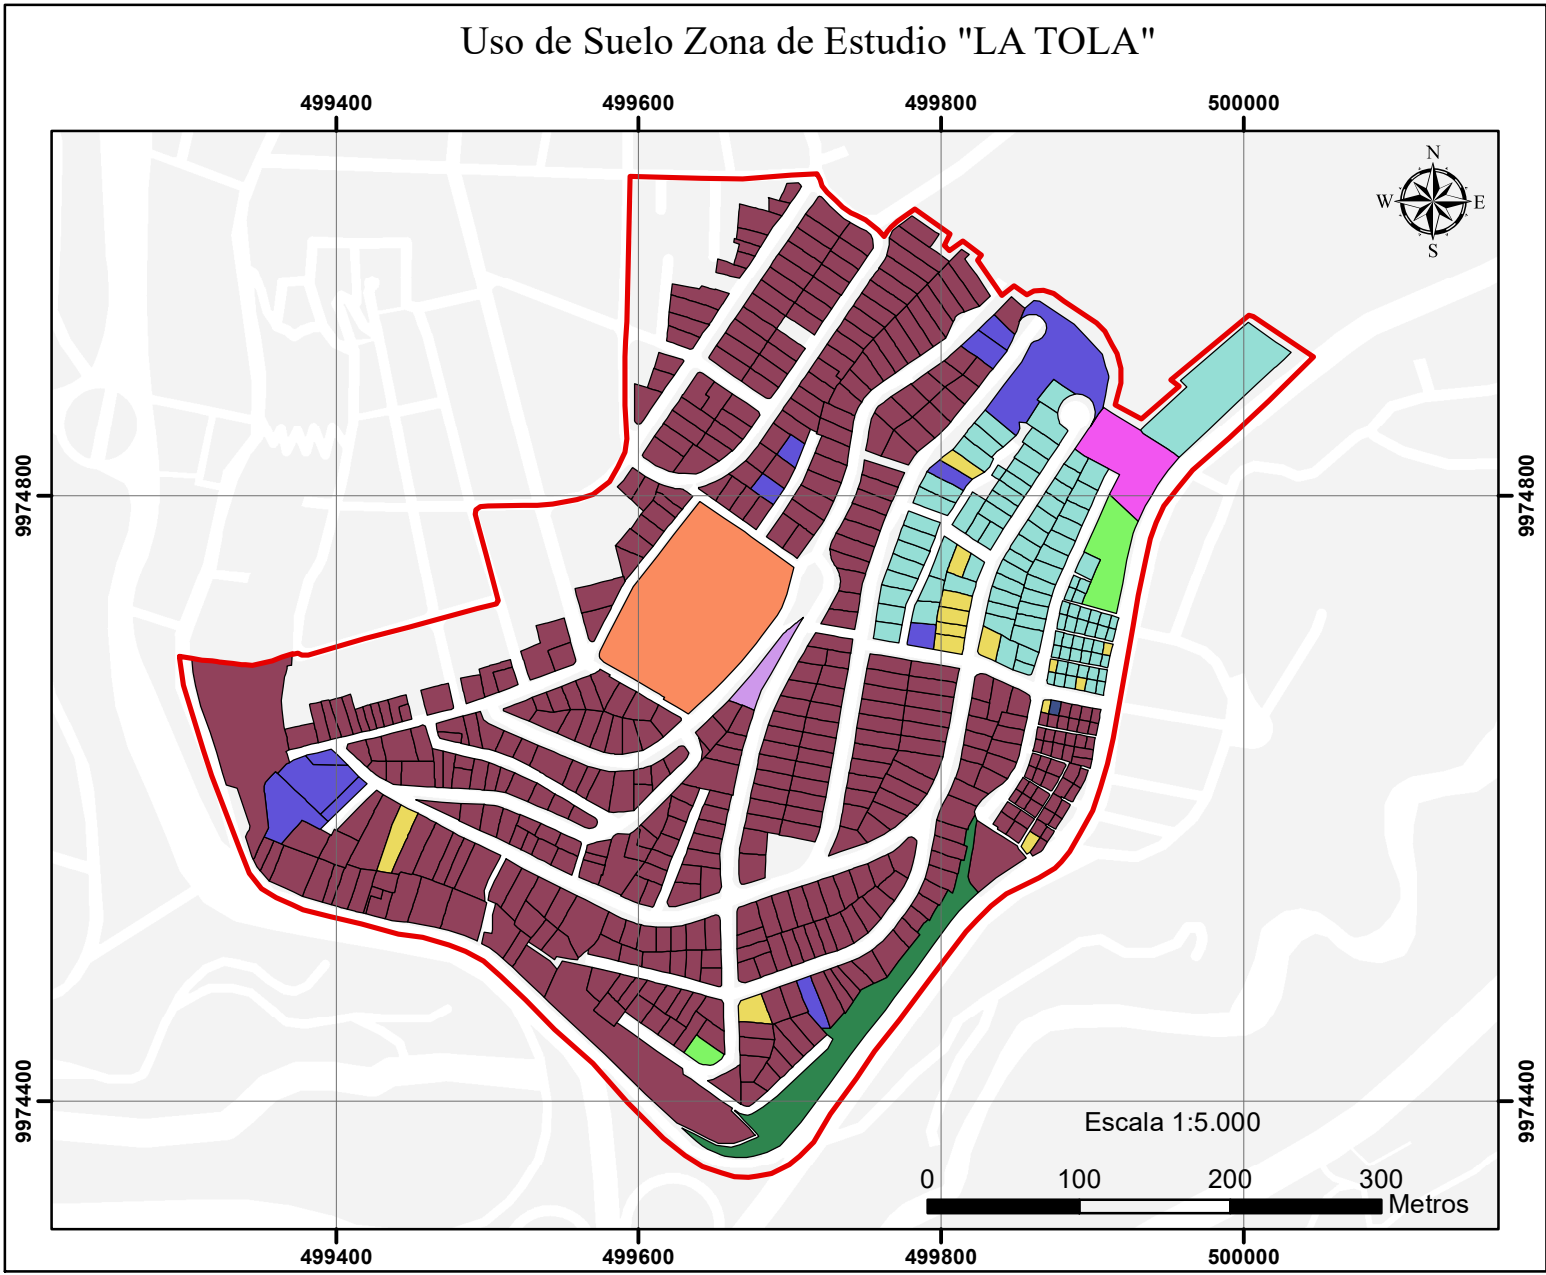 Uso de Suelo Zona de Estudio "LA TOLA"
499400 499600 499800 500000
N
W E
S
9974800 9974800
9974400 9974400
Escala 1:5.000
0 100 200 300
Metros
499400 499600 499800 500000